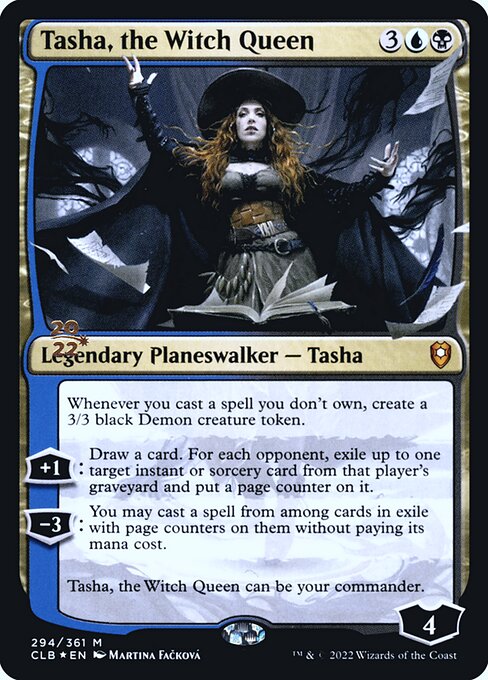 Tasha, the Witch Queen 3
2022
Legendary Planeswalker — Tasha
Whenever you cast a spell you don't own, create a
3/3 black Demon creature token.
+1: Draw a card. For each opponent, exile up to one
target instant or sorcery card from that player's
graveyard and put a page counter on it.
−3: You may cast a spell from among cards in exile
with page counters on them without paying its
mana cost.
Tasha, the Witch Queen can be your commander.
4
294/361 M
CLB EN Martina Fačková
™ & © 2022 Wizards of the Coast